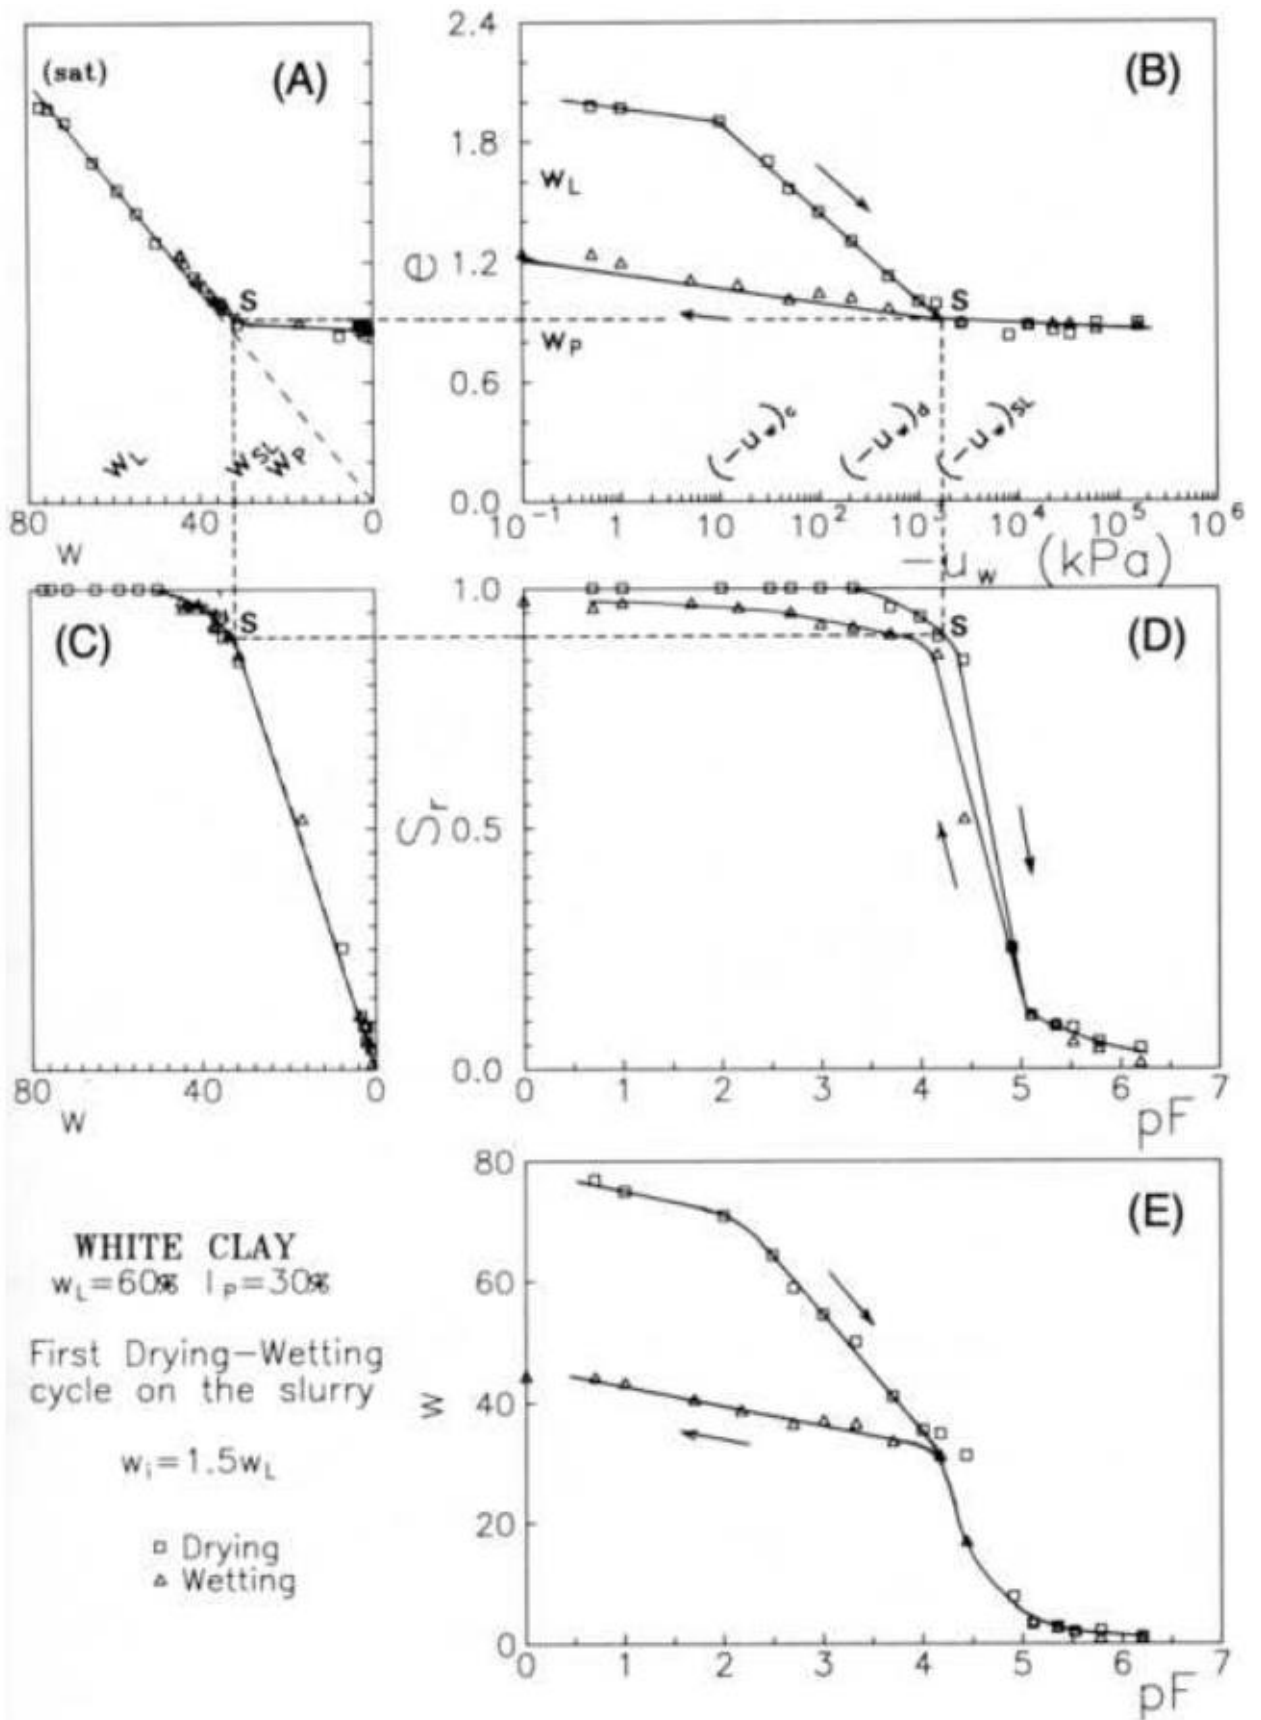 (sat)
(A)
S
w_L
w_SL
w_P
80
40
0
w
2.4
1.8
1.2
0.6
0.0
e
(B)
w_L
w_P
S
(-u_w)_c
(-u_w)_d
(-u_w)_SL
10^-1
1
10
10^2
10^3
10^4
10^5
10^6
-u_w (kPa)
(C)
S
80
40
0
w
1.0
0.5
0.0
S_r
(D)
S
0
1
2
3
4
5
6
7
pF
WHITE CLAY
w_L=60% I_P=30%
First Drying-Wetting
cycle on the slurry
w_i=1.5w_L
□ Drying
△ Wetting
80
60
40
20
0
w
(E)
0
1
2
3
4
5
6
7
pF